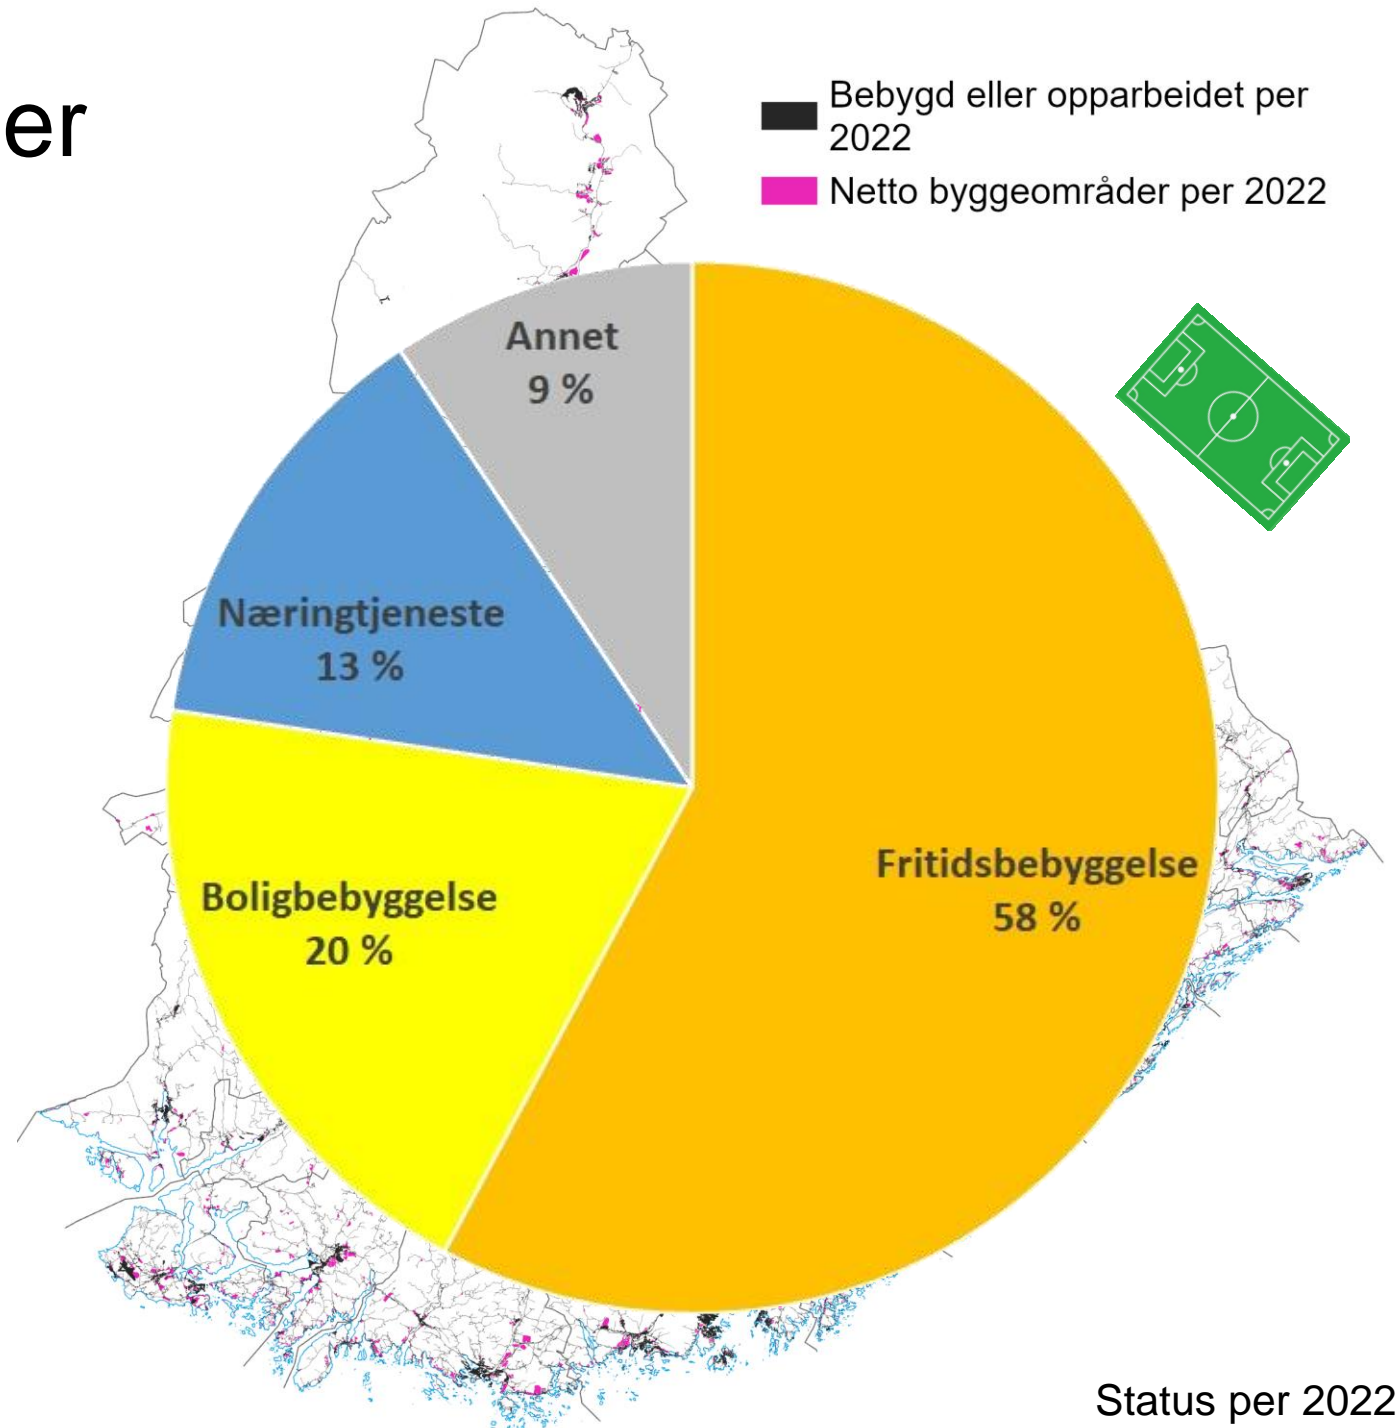 er
Bebygd eller opparbeidet per
2022
Netto byggeområder per 2022
Annet
9 %
Næringtjeneste
13 %
Boligbebyggelse
20 %
Fritidsbebyggelse
58 %
Status per 2022